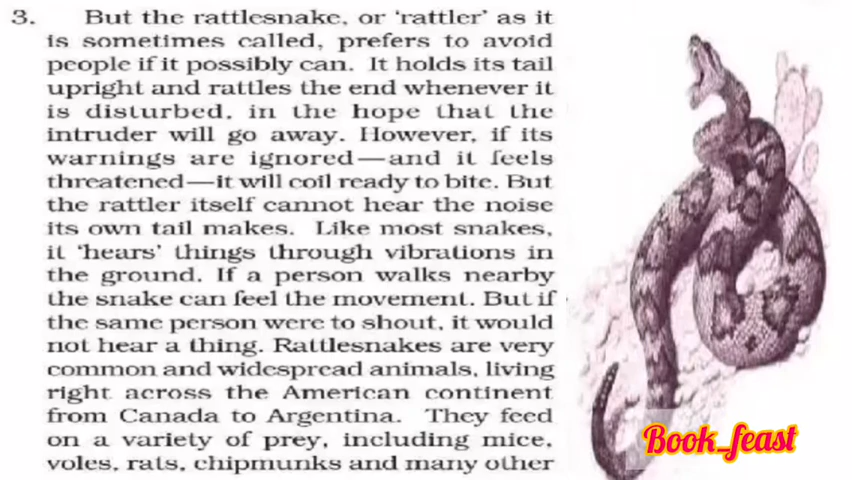 3. But the rattlesnake, or ‘rattler’ as it
is sometimes called, prefers to avoid
people if it possibly can. It holds its tail
upright and rattles the end whenever it
is disturbed, in the hope that the
intruder will go away. However, if its
warnings are ignored—and it feels
threatened—it will coil ready to bite. But
the rattler itself cannot hear the noise
its own tail makes. Like most snakes,
it ‘hears’ things through vibrations in
the ground. If a person walks nearby
the snake can feel the movement. But if
the same person were to shout, it would
not hear a thing. Rattlesnakes are very
common and widespread animals, living
right across the American continent
from Canada to Argentina. They feed
on a variety of prey, including mice,
voles, rats, chipmunks and many other
Book_feast